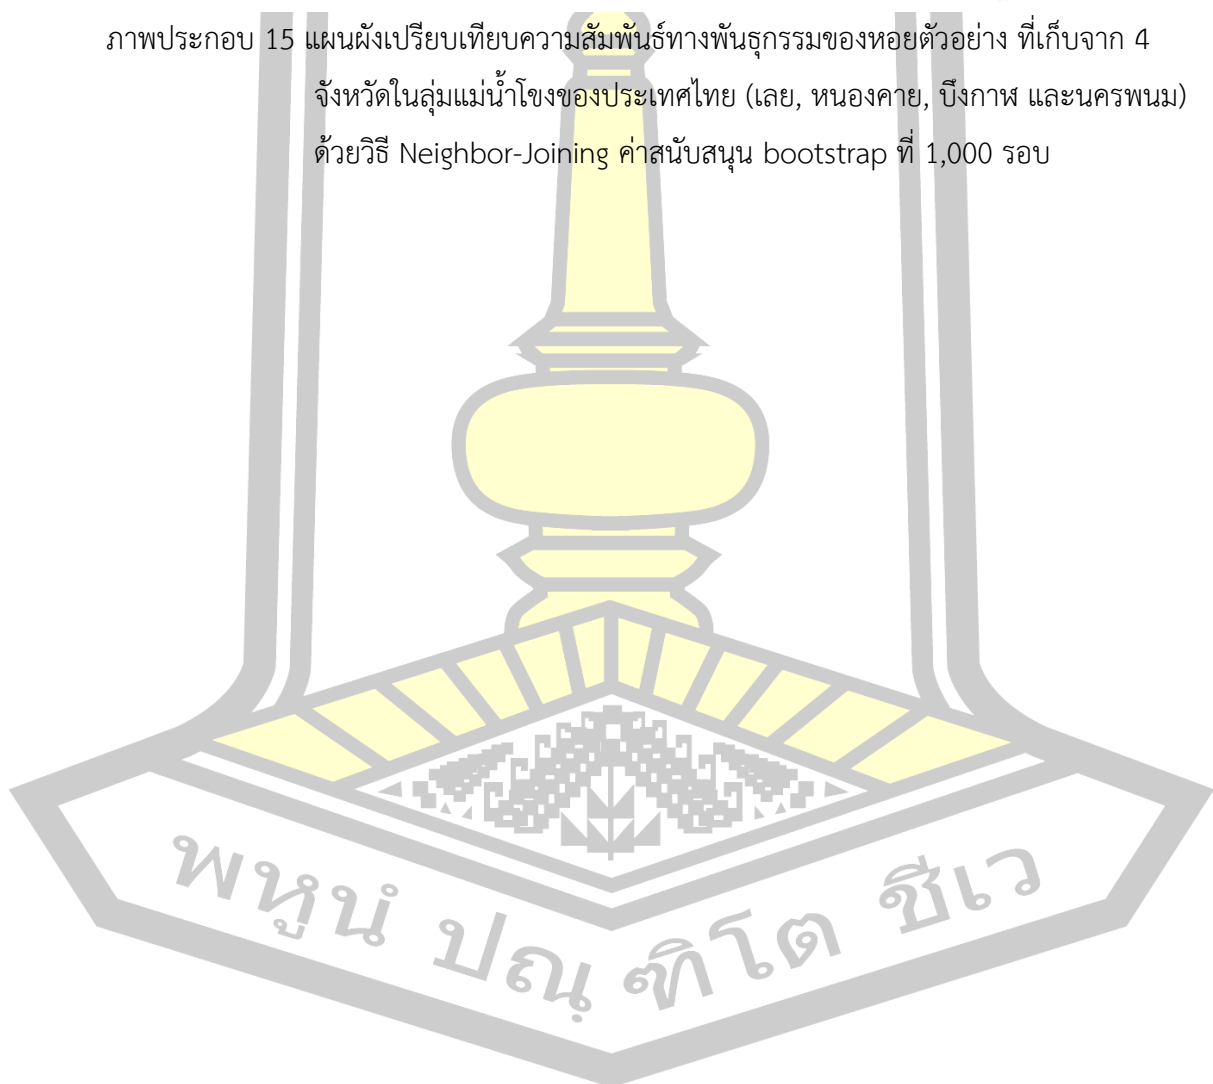 ภาพประกอบ 15 แผนผังเปรียบเทียบความสัมพันธ์ทางพันธุกรรมของหอยตัวอย่าง ที่เก็บจาก 4
จังหวัดในลุ่มแม่น้ำโขงของประเทศไทย (เลย, หนองคาย, บึงกาฬ และนครพนม)
ด้วยวิธี Neighbor-Joining ค่าสนับสนุน bootstrap ที่ 1,000 รอบ
พหูนํ ปณฺฑิโต ชีเว